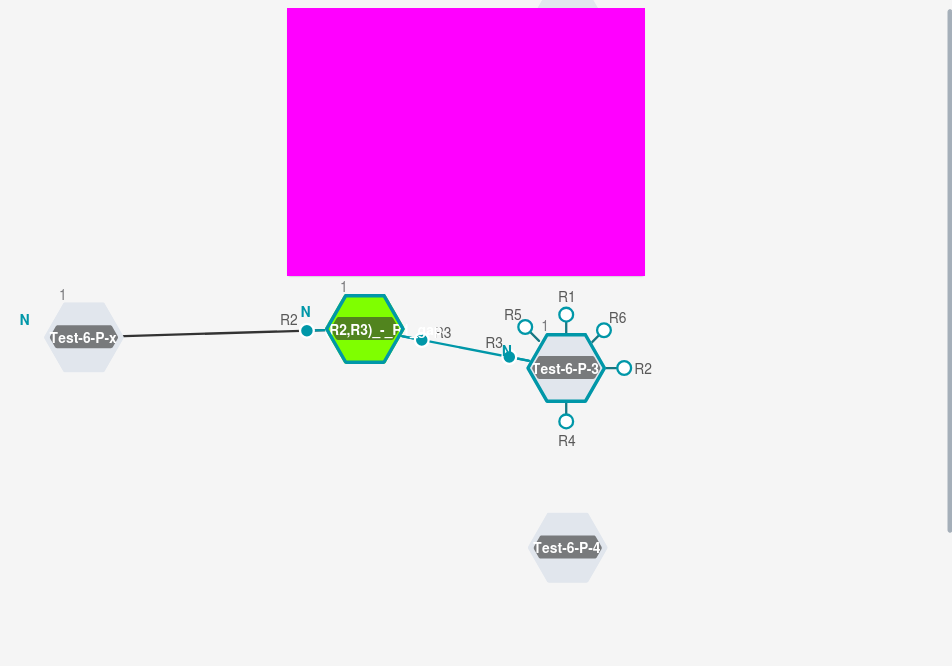 1
1
R1
N
R5
R6
N
R2
1
R2,R3)_-_P
R3
Test-6-P-x
R3
N
Test-6-P-3
R2
R4
Test-6-P-4